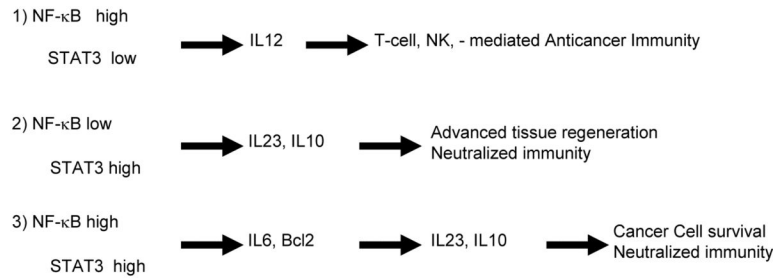 1) NF-κB high
STAT3 low
IL12
T-cell, NK, - mediated Anticancer Immunity
2) NF-κB low
STAT3 high
IL23, IL10
Advanced tissue regeneration
Neutralized immunity
3) NF-κB high
STAT3 high
IL6, Bcl2
IL23, IL10
Cancer Cell survival
Neutralized immunity